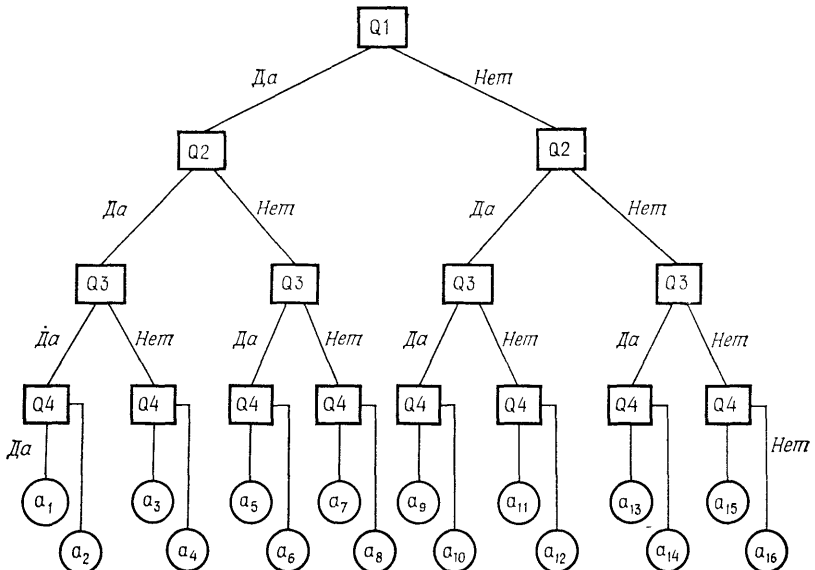 Q1
Да Нет
Q2 Q2
Да Нет Да Нет
Q3 Q3 Q3 Q3
Да Нет Да Нет Да Нет Да Нет
Q4 Q4 Q4 Q4 Q4 Q4 Q4 Q4
Да Нет
a₁ a₃ a₅ a₇ a₉ a₁₁ a₁₃ a₁₅
a₂ a₄ a₆ a₈ a₁₀ a₁₂ a₁₄ a₁₆